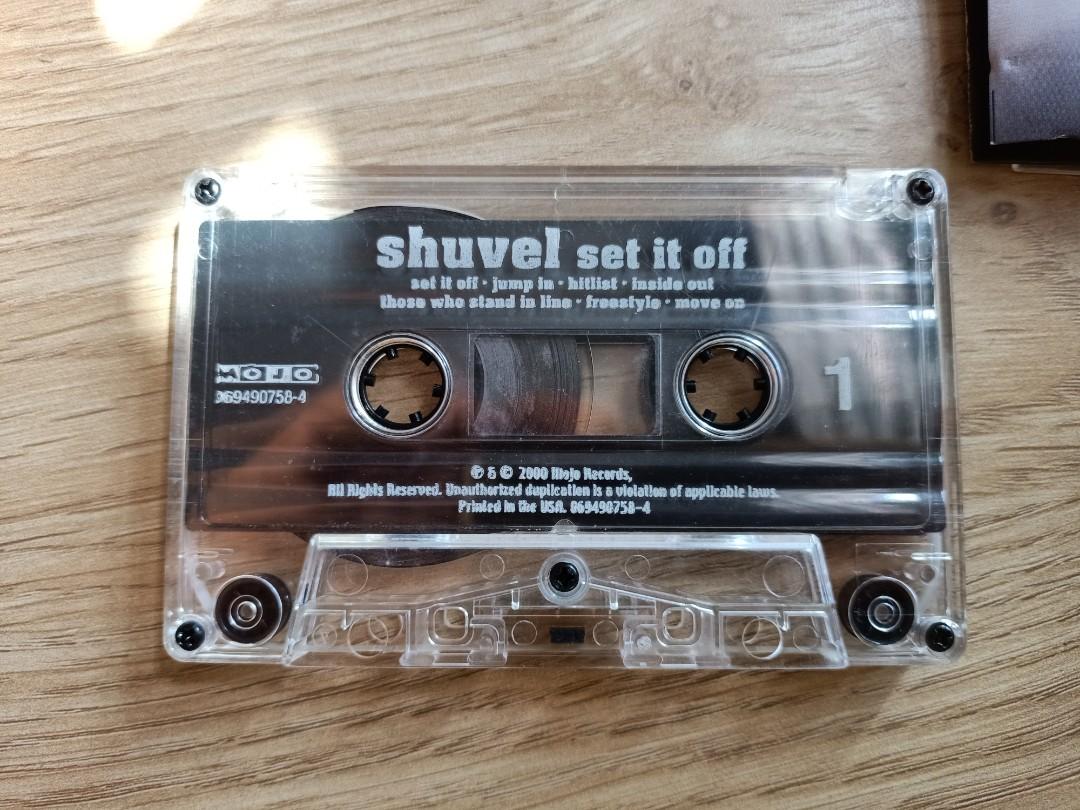 shuvel set it off
set it off · jump in · hitlist · inside out
those who stand in line · freestyle · move on
MOJO
069490758-4
1
℗ & © 2000 Mojo Records,
All Rights Reserved. Unauthorized duplication is a violation of applicable laws.
Printed in the USA. 069490758-4